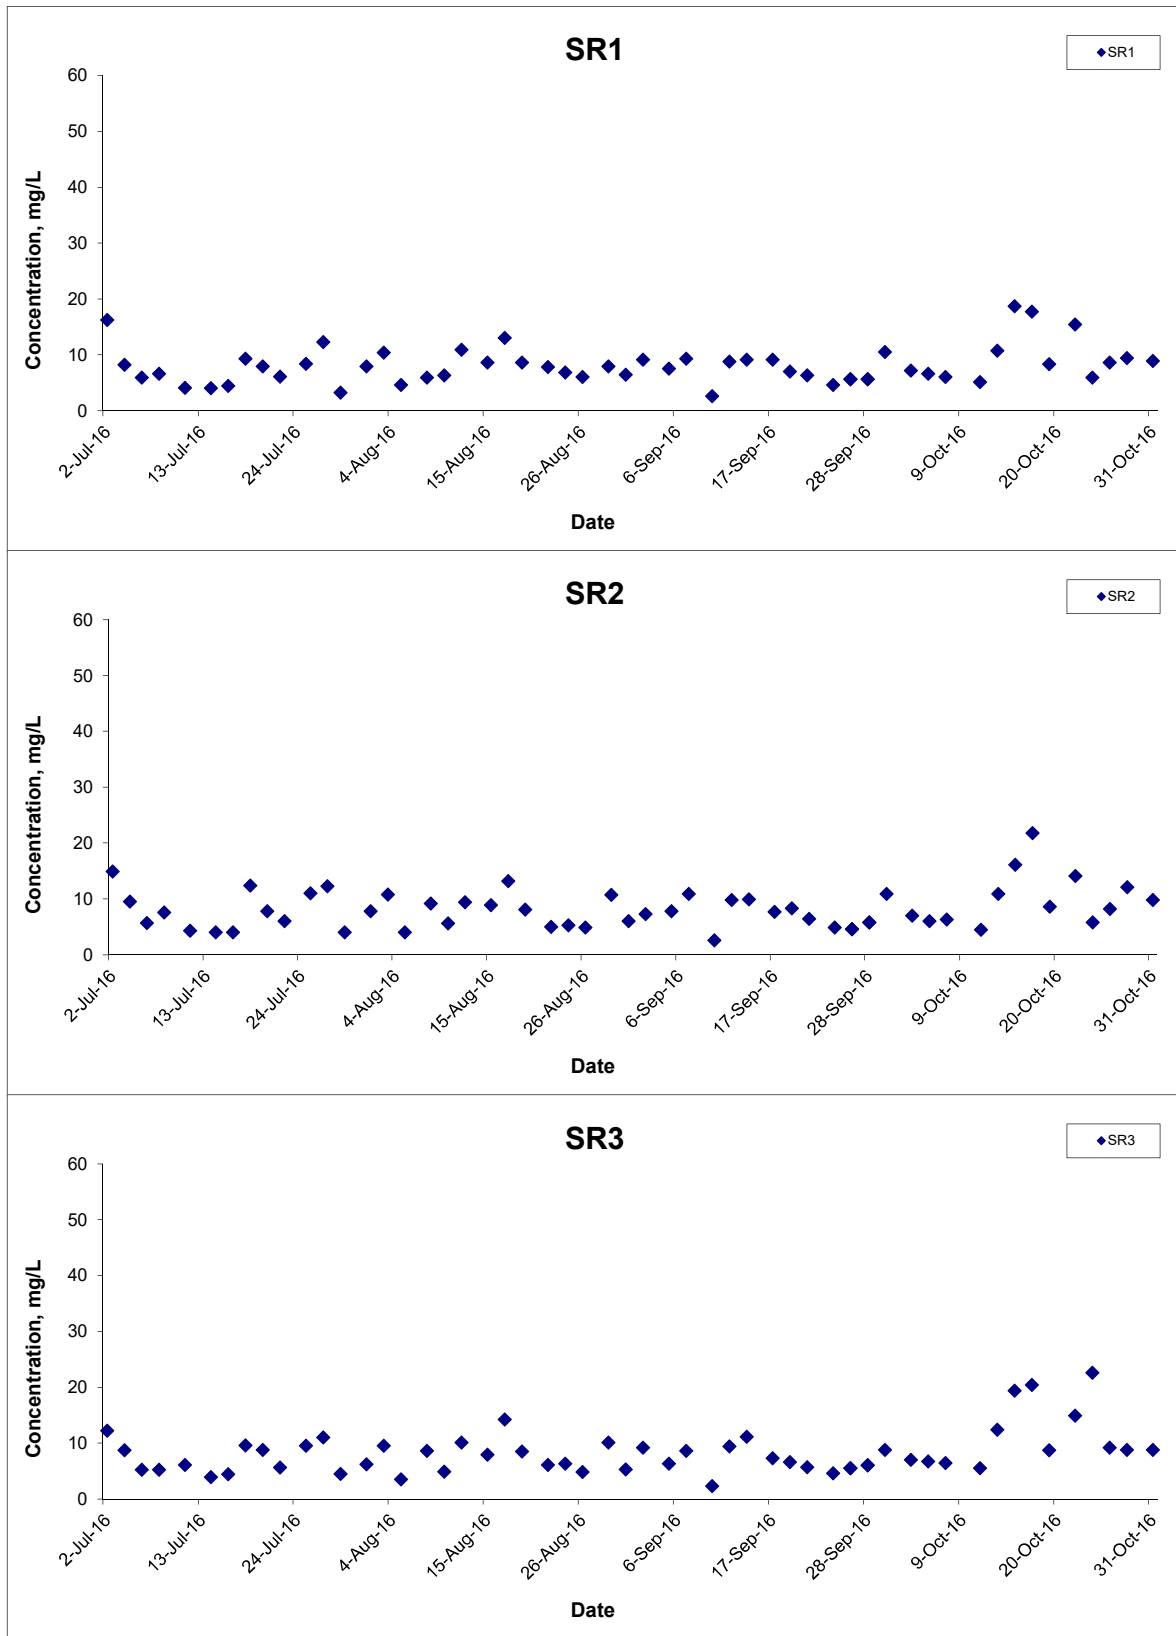 SR1
SR1
60
50
40
30
20
10
0
Concentration, mg/L
2-Jul-16 13-Jul-16 24-Jul-16 4-Aug-16 15-Aug-16 26-Aug-16 6-Sep-16 17-Sep-16 28-Sep-16 9-Oct-16 20-Oct-16 31-Oct-16
Date
SR2
SR2
60
50
40
30
20
10
0
Concentration, mg/L
2-Jul-16 13-Jul-16 24-Jul-16 4-Aug-16 15-Aug-16 26-Aug-16 6-Sep-16 17-Sep-16 28-Sep-16 9-Oct-16 20-Oct-16 31-Oct-16
Date
SR3
SR3
60
50
40
30
20
10
0
Concentration, mg/L
2-Jul-16 13-Jul-16 24-Jul-16 4-Aug-16 15-Aug-16 26-Aug-16 6-Sep-16 17-Sep-16 28-Sep-16 9-Oct-16 20-Oct-16 31-Oct-16
Date